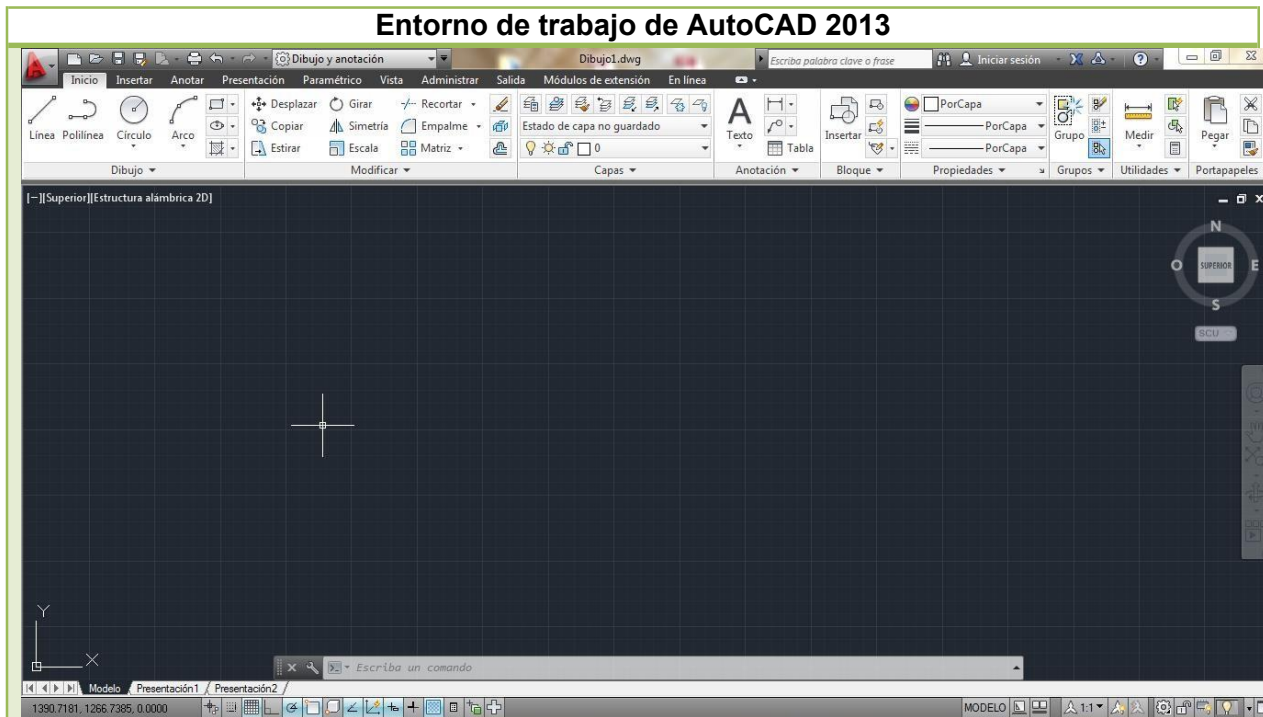 Entorno de trabajo de AutoCAD 2013
Dibujo y anotación Dibujo1.dwg Escriba palabra clave o frase Iniciar sesión
Inicio Insertar Anotar Presentación Paramétrico Vista Administrar Salida Módulos de extensión En línea
Desplazar Girar Recortar PorCapa
Línea Polilínea Círculo Arco Copiar Simetría Empalme Estado de capa no guardado Texto Insertar PorCapa Grupo Medir Pegar
Estirar Escala Matriz 0 Tabla PorCapa
Dibujo Modificar Capas Anotación Bloque Propiedades Grupos Utilidades Portapapeles
[−][Superior][Estructura alámbrica 2D]
N
O SUPERIOR E
S
SCU
Y
X
Escriba un comando
Modelo Presentación1 Presentación2
1390.7181, 1266.7385, 0.0000 MODELO 1:1